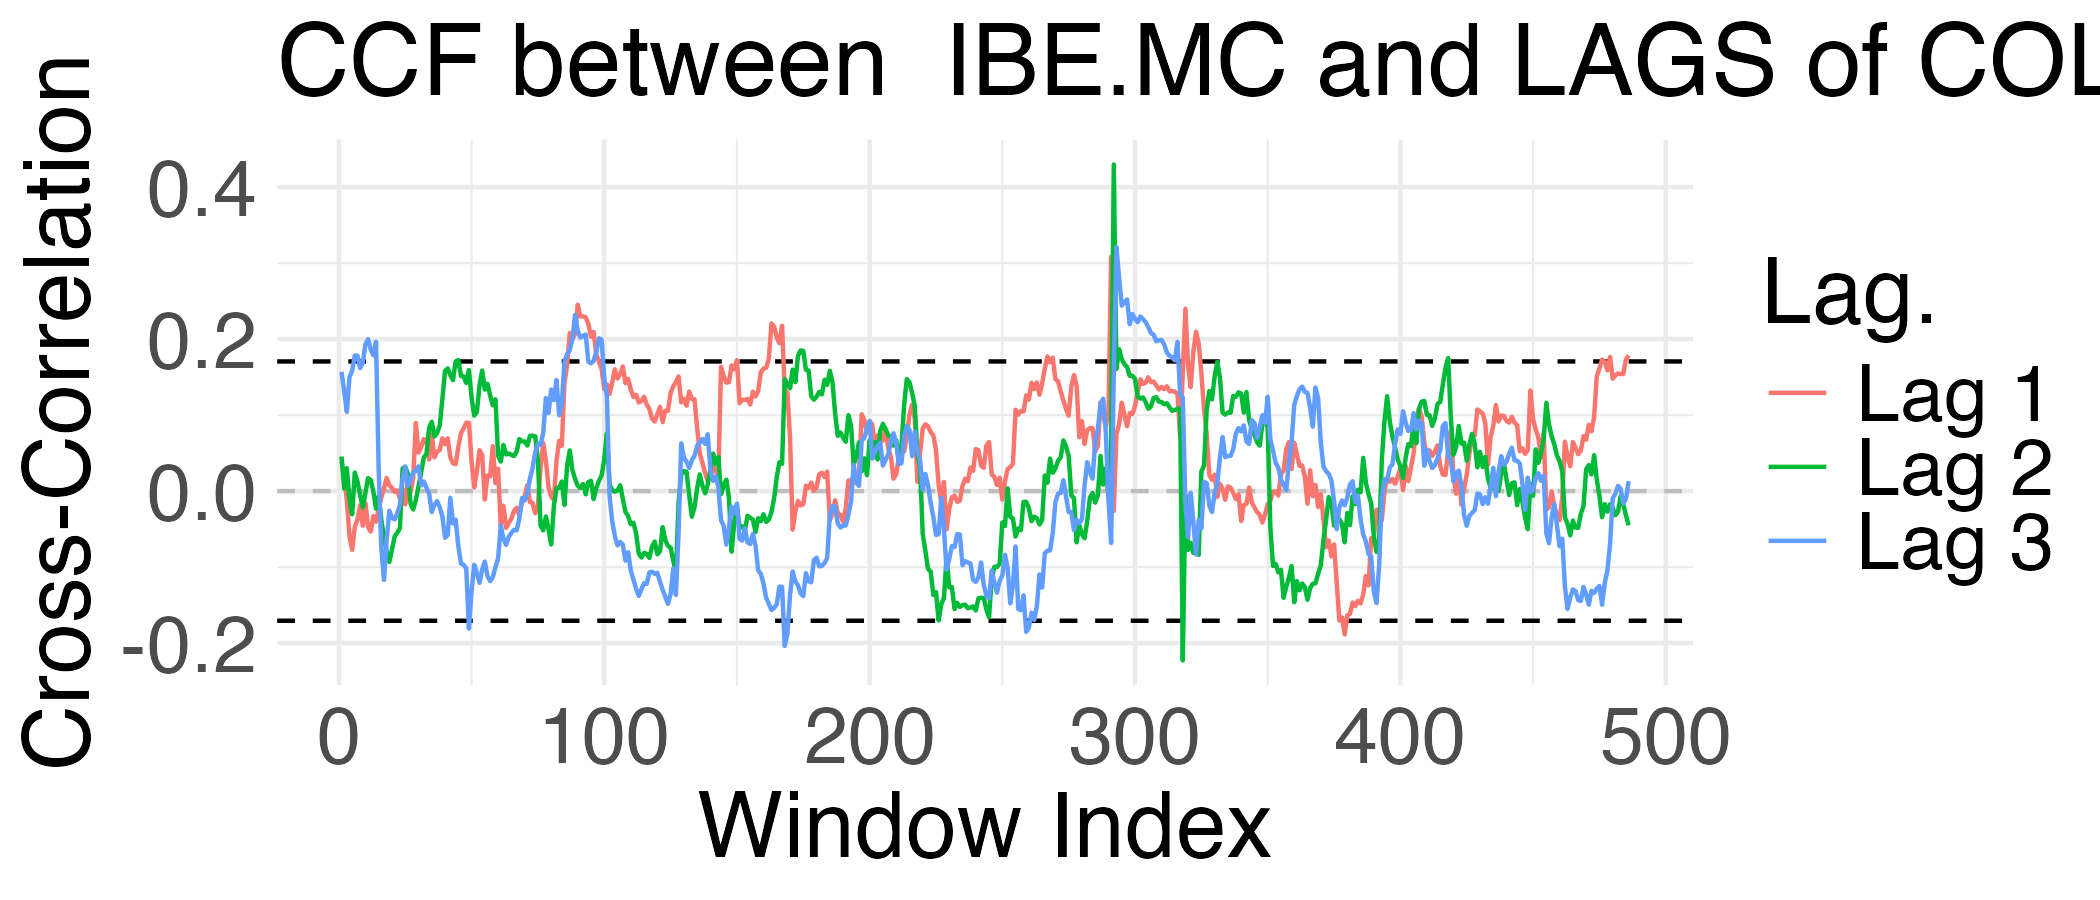 CCF between IBE.MC and LAGS of COL
Cross-Correlation
0.4
0.2
0.0
-0.2
0 100 200 300 400 500
Window Index
Lag.
Lag 1
Lag 2
Lag 3